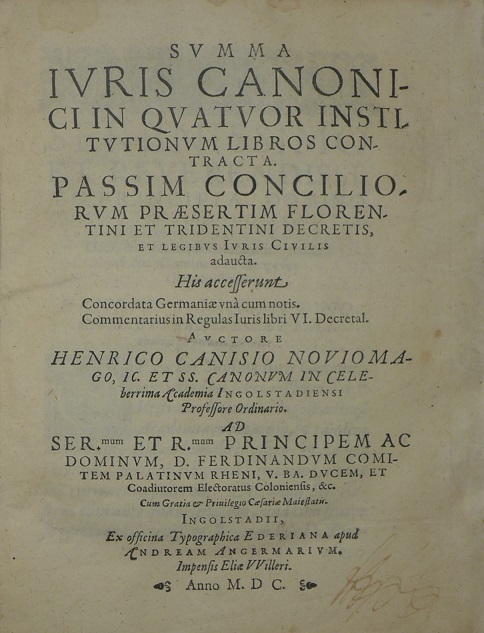 SVMMA
IVRIS CANONI-
CI IN QVATVOR INSTI-
TVTIONVM LIBROS CON-
TRACTA.
PASSIM CONCILIO-
RVM PRÆSERTIM FLOREN-
TINI ET TRIDENTINI DECRETIS,
ET LEGIBVS IVRIS CIVILIS
adaucta.
His accesserunt
Concordata Germaniæ vnà cum notis.
Commentarius in Regulas Iuris libri VI. Decretal.
AVCTORE
HENRICO CANISIO NOVIOMA-
GO, IC. ET SS. CANONVM IN CELE-
berrima Academia INGOLSTADIENSI
Professore Ordinario.
AD
SER.mum ET R.mum PRINCIPEM AC
DOMINVM, D. FERDINANDVM COMI-
TEM PALATINVM RHENI, V. BA. DVCEM, ET
Coadiutorem Electoratus Coloniensis, &c.
Cum Gratia & Priuilegio Cæsariæ Maiestatis.
INGOLSTADII,
Ex officina Typographica EDERIANA apud
ANDREAM ANGERMARIVM.
Impensis Eliæ VVilleri.
Anno M. D C.